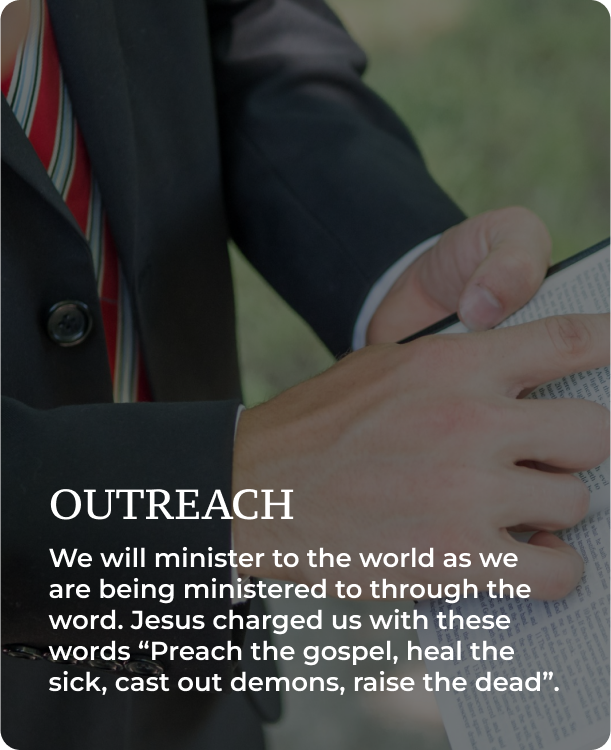 OUTREACH
We will minister to the world as we
are being ministered to through the
word. Jesus charged us with these
words “Preach the gospel, heal the
sick, cast out demons, raise the dead”.